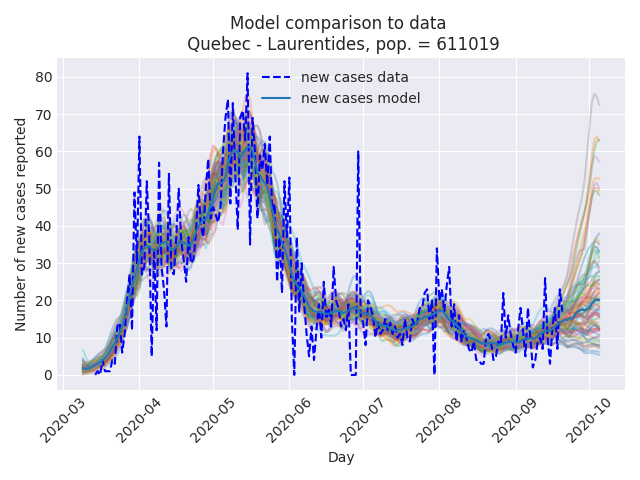 Model comparison to data
Quebec - Laurentides, pop. = 611019
new cases data
new cases model
Number of new cases reported
80
70
60
50
40
30
20
10
0
2020-03
2020-04
2020-05
2020-06
2020-07
2020-08
2020-09
2020-10
Day